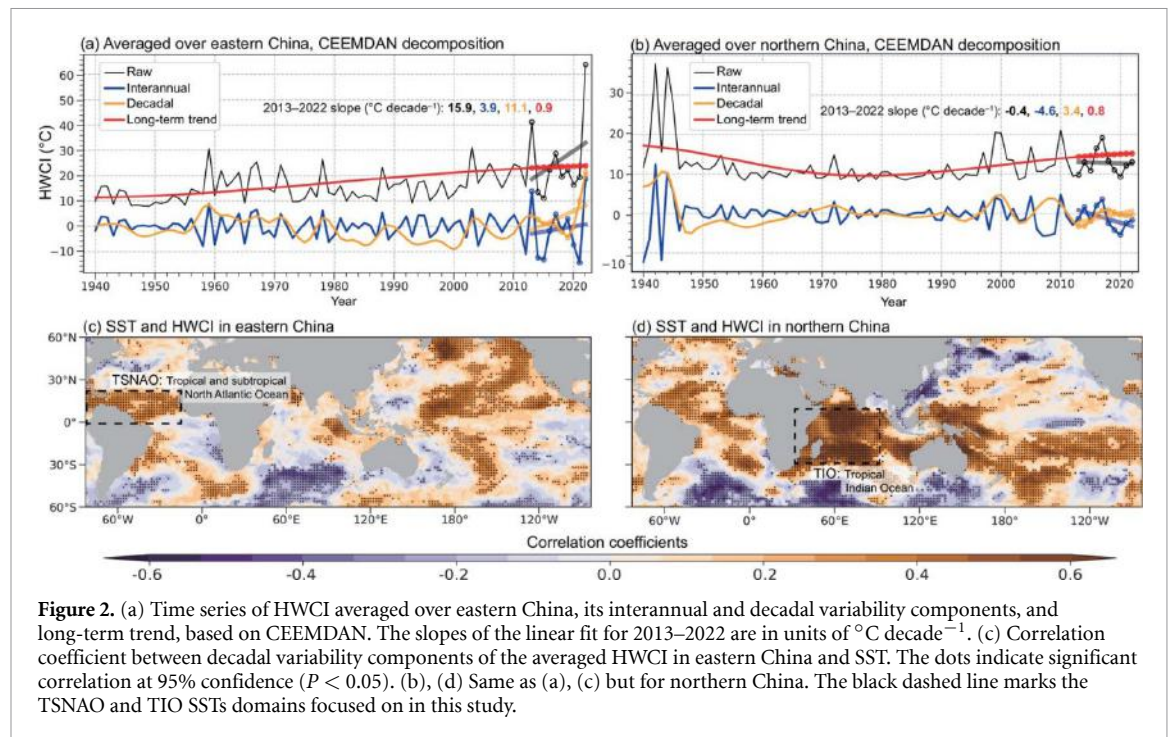 (a) Averaged over eastern China, CEEMDAN decomposition
Raw
Interannual
Decadal
Long-term trend
2013–2022 slope (°C decade⁻¹): 15.9, 3.9, 11.1, 0.9
HWCI (°C)
60
50
40
30
20
10
0
−10
1940 1950 1960 1970 1980 1990 2000 2010 2020
Year
(b) Averaged over northern China, CEEMDAN decomposition
Raw
Interannual
Decadal
Long-term trend
2013–2022 slope (°C decade⁻¹): -0.4, -4.6, 3.4, 0.8
30
20
10
0
−10
1940 1950 1960 1970 1980 1990 2000 2010 2020
Year
(c) SST and HWCI in eastern China
60°N
30°N
0°
30°S
60°S
TSNAO: Tropical and subtropical
North Atlantic Ocean
60°W 0° 60°E 120°E 180° 120°W
(d) SST and HWCI in northern China
TIO: Tropical
Indian Ocean
60°W 0° 60°E 120°E 180° 120°W
Correlation coefficients
-0.6 -0.4 -0.2 0.0 0.2 0.4 0.6
Figure 2. (a) Time series of HWCI averaged over eastern China, its interannual and decadal variability components, and
long-term trend, based on CEEMDAN. The slopes of the linear fit for 2013–2022 are in units of °C decade⁻¹. (c) Correlation
coefficient between decadal variability components of the averaged HWCI in eastern China and SST. The dots indicate significant
correlation at 95% confidence (P < 0.05). (b), (d) Same as (a), (c) but for northern China. The black dashed line marks the
TSNAO and TIO SSTs domains focused on in this study.